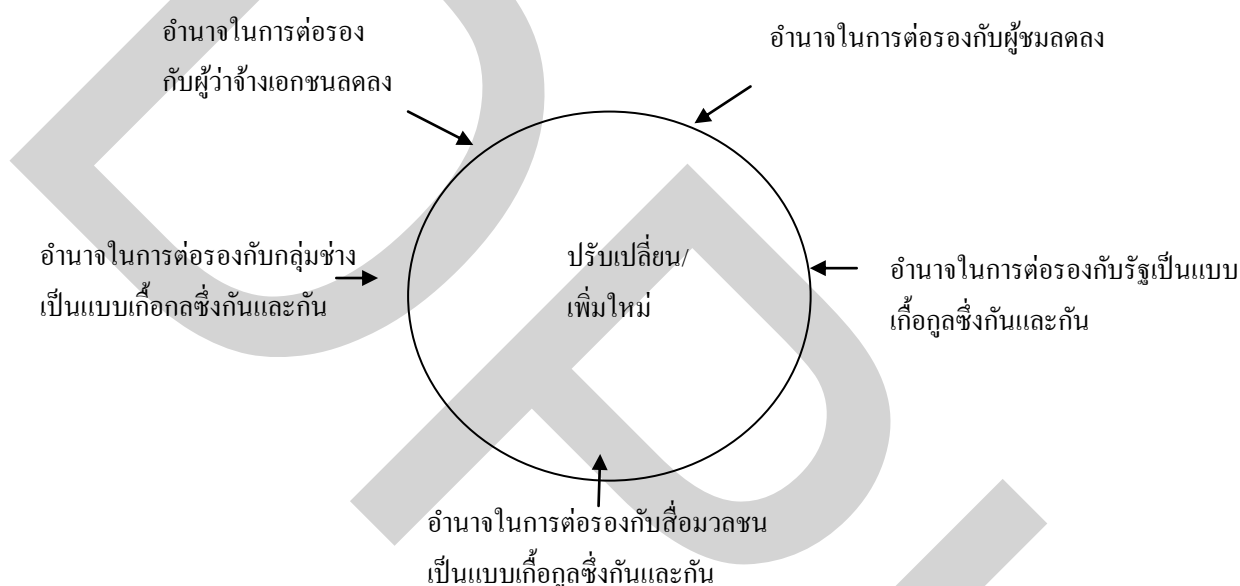 อำนาจในการต่อรอง
กับผู้ว่าจ้างเอกชนลดลง
อำนาจในการต่อรองกับผู้ชมลดลง
อำนาจในการต่อรองกับกลุ่มช่าง
เป็นแบบเกื้อกลซึ่งกันและกัน
ปรับเปลี่ยน/
เพิ่มใหม่
อำนาจในการต่อรองกับรัฐเป็นแบบ
เกื้อกูลซึ่งกันและกัน
อำนาจในการต่อรองกับสื่อมวลชน
เป็นแบบเกื้อกูลซึ่งกันและกัน